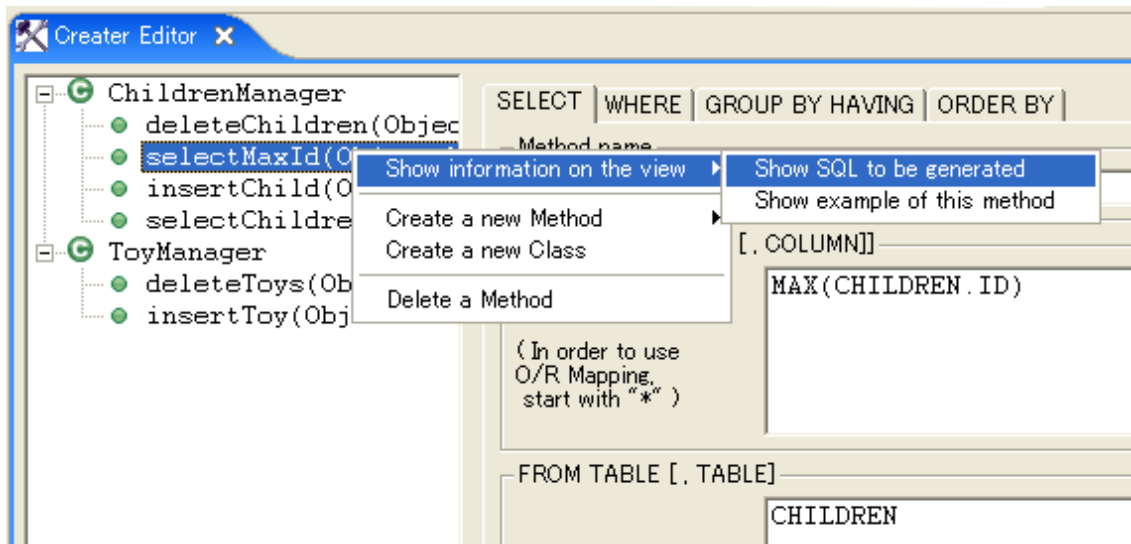 Creater Editor
ChildrenManager
deleteChildren(Objec
selectMaxId(O
insertChild(O
selectChildre
ToyManager
deleteToys(Ob
insertToy(Obj
Show information on the view
Create a new Method
Create a new Class
Delete a Method
Show SQL to be generated
Show example of this method
SELECT WHERE GROUP BY HAVING ORDER BY
Method name
[, COLUMN]]
MAX(CHILDREN.ID)
(In order to use
O/R Mapping,
start with "*" )
FROM TABLE [, TABLE]
CHILDREN